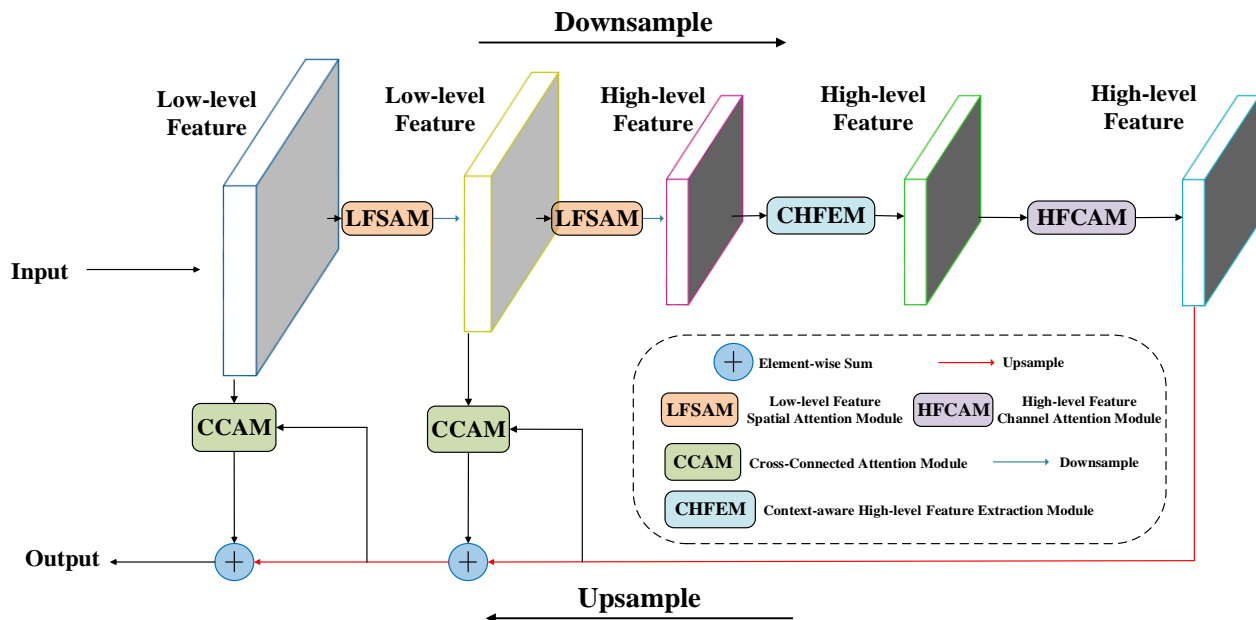 Downsample
Low-level
Feature
Low-level
Feature
High-level
Feature
High-level
Feature
High-level
Feature
LFSAM
LFSAM
CHFEM
HFCAM
Input
+
Element-wise Sum
Upsample
LFSAM
Low-level Feature
Spatial Attention Module
HFCAM
High-level Feature
Channel Attention Module
CCAM
CCAM
CCAM
Cross-Connected Attention Module
Downsample
CHFEM
Context-aware High-level Feature Extraction Module
Output
+
+
Upsample